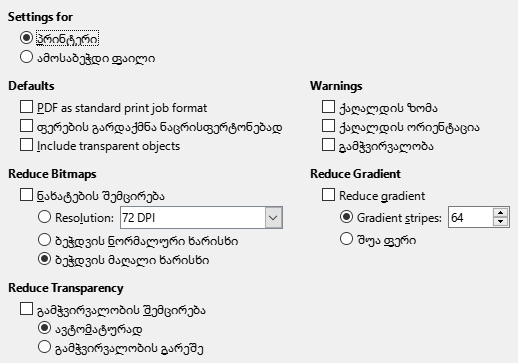 Settings for
პრინტერი
ამოსაბეჭდი ფაილი
Defaults
PDF as standard print job format
ფერების გარდაქმნა ნაცრისფერტონებად
Include transparent objects
Warnings
ქაღალდის ზომა
ქაღალდის ორიენტაცია
გამჭვირვალობა
Reduce Bitmaps
ნახატების შემცირება
Resolution: 72 DPI
ბეჭდვის ნორმალური ხარისხი
ბეჭდვის მაღალი ხარისხი
Reduce Gradient
Reduce gradient
Gradient stripes: 64
შუა ფერი
Reduce Transparency
გამჭვირვალობის შემცირება
ავტომატურად
გამჭვირვალობის გარეშე